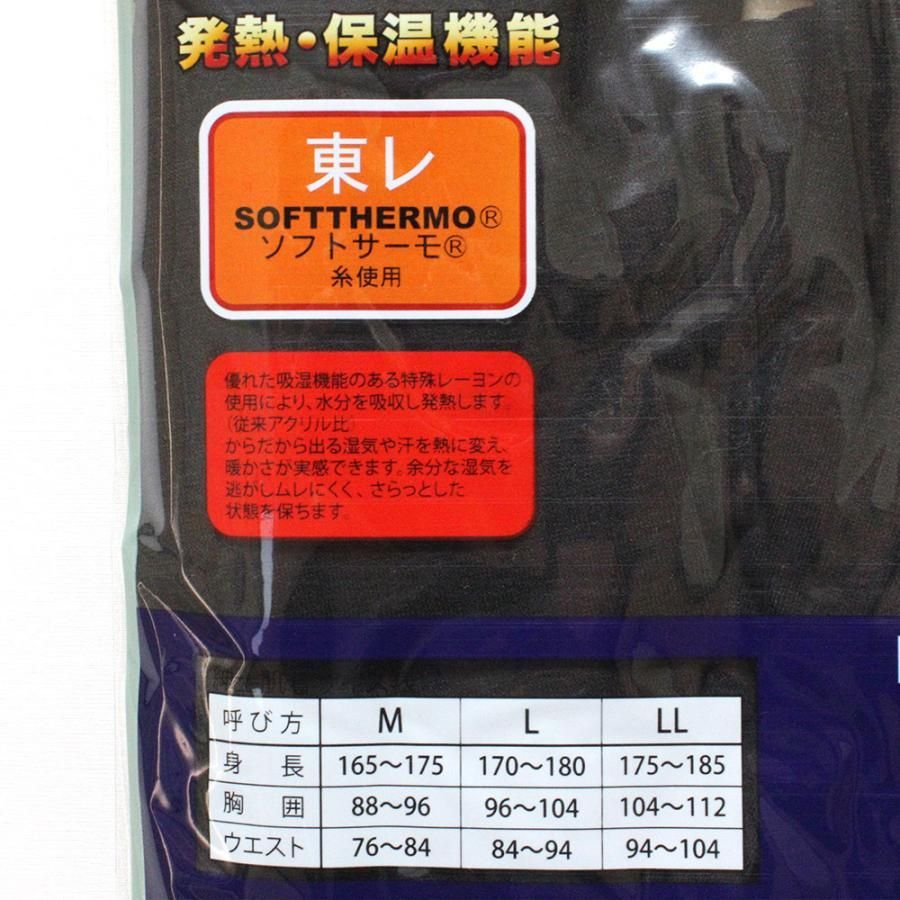 発熱・保温機能
東レ
SOFTTHERMO®
ソフトサーモ®
糸使用
優れた吸湿機能のある特殊レーヨンの
使用により、水分を吸収し発熱します。
(従来アクリル比)
からだから出る湿気や汗を熱に変え、
暖かさが実感できます。余分な湿気を
逃がしムレにくく、さらっとした
状態を保ちます。
呼び方 M L LL
身長 165〜175 170〜180 175〜185
胸囲 88〜96 96〜104 104〜112
ウエスト 76〜84 84〜94 94〜104